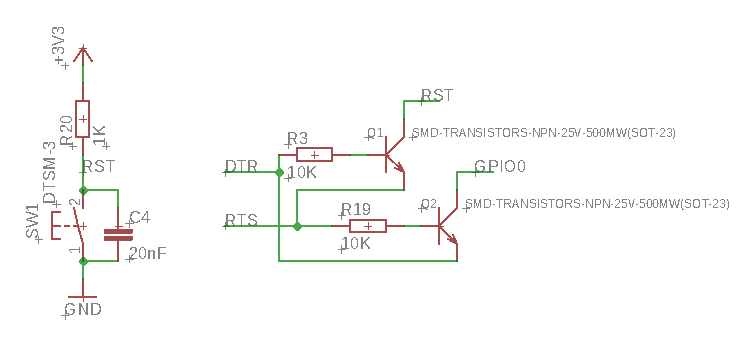 +3V3
R20
1K
RST
DTSM-3
2
SW1
1
C4
20nF
GND
RST
Q1
SMD-TRANSISTORS-NPN-25V-500MW(SOT-23)
R3
10K
DTR
GPIO0
Q2
SMD-TRANSISTORS-NPN-25V-500MW(SOT-23)
R19
10K
RTS